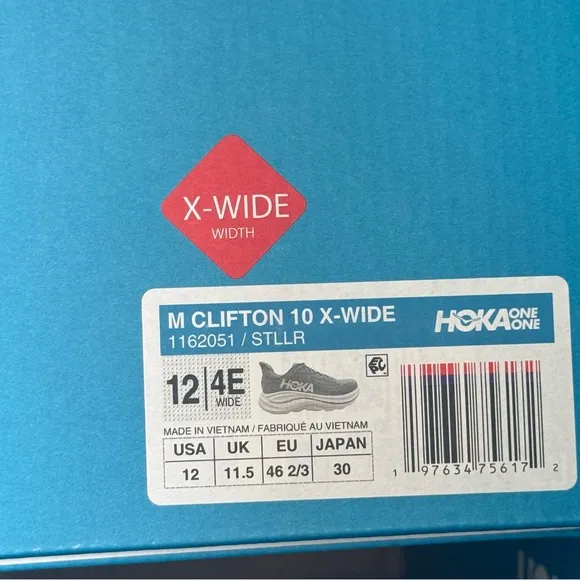 X-WIDE
WIDTH
M CLIFTON 10 X-WIDE
HOKA ONE ONE
1162051 / STLLR
12 | 4E WIDE
HOKA
MADE IN VIETNAM / FABRIQUÉ AU VIETNAM
USA UK EU JAPAN
12 11.5 46 2/3 30
1 97634 75617 2